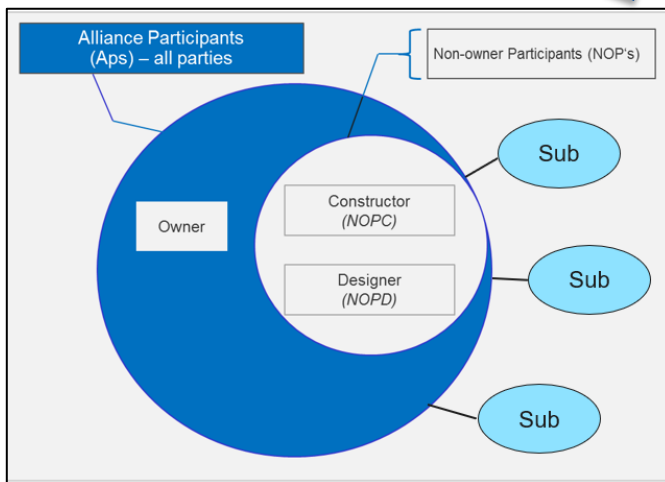 Alliance Participants
(Aps) – all parties
Non-owner Participants (NOP's)
Sub
Constructor
(NOPC)
Owner
Designer
(NOPD)
Sub
Sub